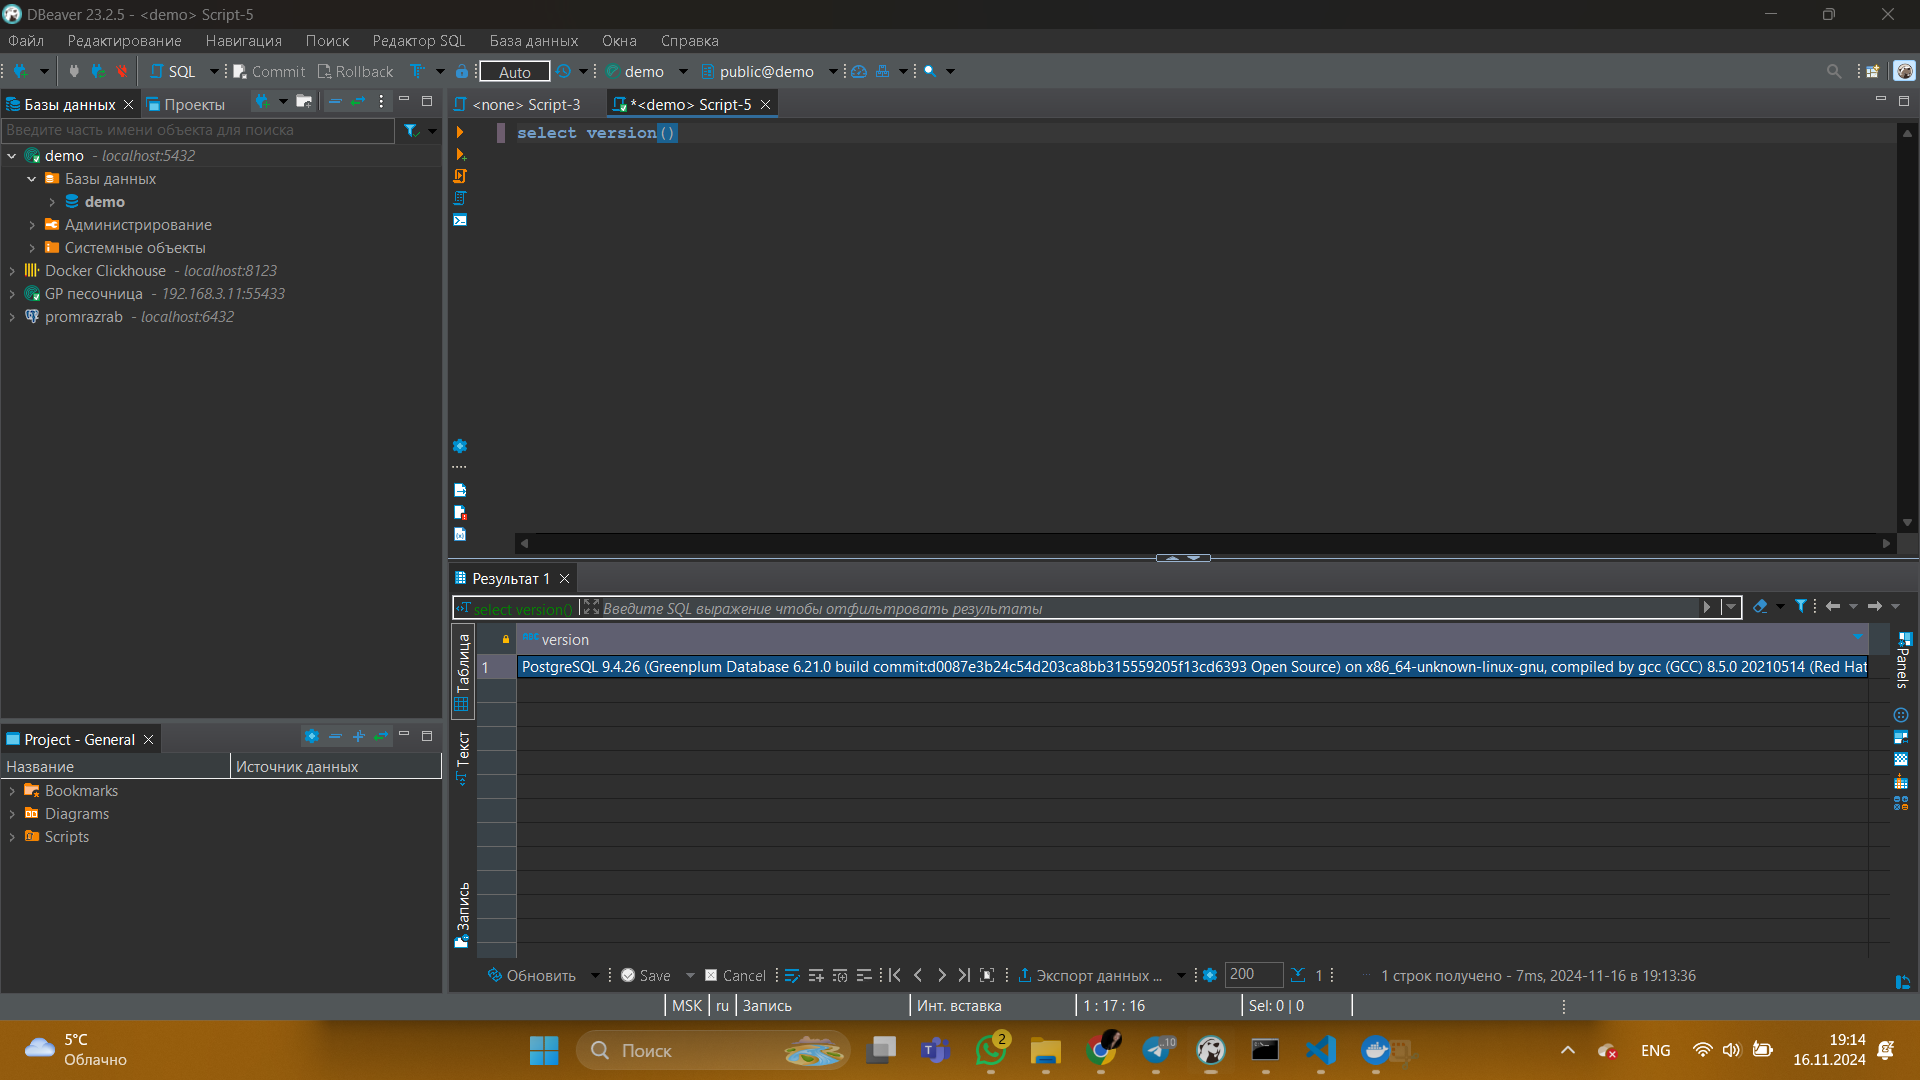 DBeaver 23.2.5 - <demo> Script-5
Файл Редактирование Навигация Поиск Редактор SQL База данных Окна Справка
SQL Commit Rollback Auto demo public@demo
Базы данных Проекты
Введите часть имени объекта для поиска
demo - localhost:5432
Базы данных
demo
Администрирование
Системные объекты
Docker Clickhouse - localhost:8123
GP песочница - 192.168.3.11:55433
promrazrab - localhost:6432
<none> Script-3 *<demo> Script-5
select version()
Project - General
Название Источник данных
Bookmarks
Diagrams
Scripts
Результат 1
select version() Введите SQL выражение чтобы отфильтровать результаты
Таблица
Текст
Запись
version
1 PostgreSQL 9.4.26 (Greenplum Database 6.21.0 build commit:d0087e3b24c54d203ca8bb315559205f13cd6393 Open Source) on x86_64-unknown-linux-gnu, compiled by gcc (GCC) 8.5.0 20210514 (Red Hat
Panels
Обновить Save Cancel Экспорт данных ... 200 1 1 строк получено - 7ms, 2024-11-16 в 19:13:36
MSK ru Запись Инт. вставка 1 : 17 : 16 Sel: 0 | 0
5°C
Облачно
Поиск
2
10
ENG
19:14
16.11.2024